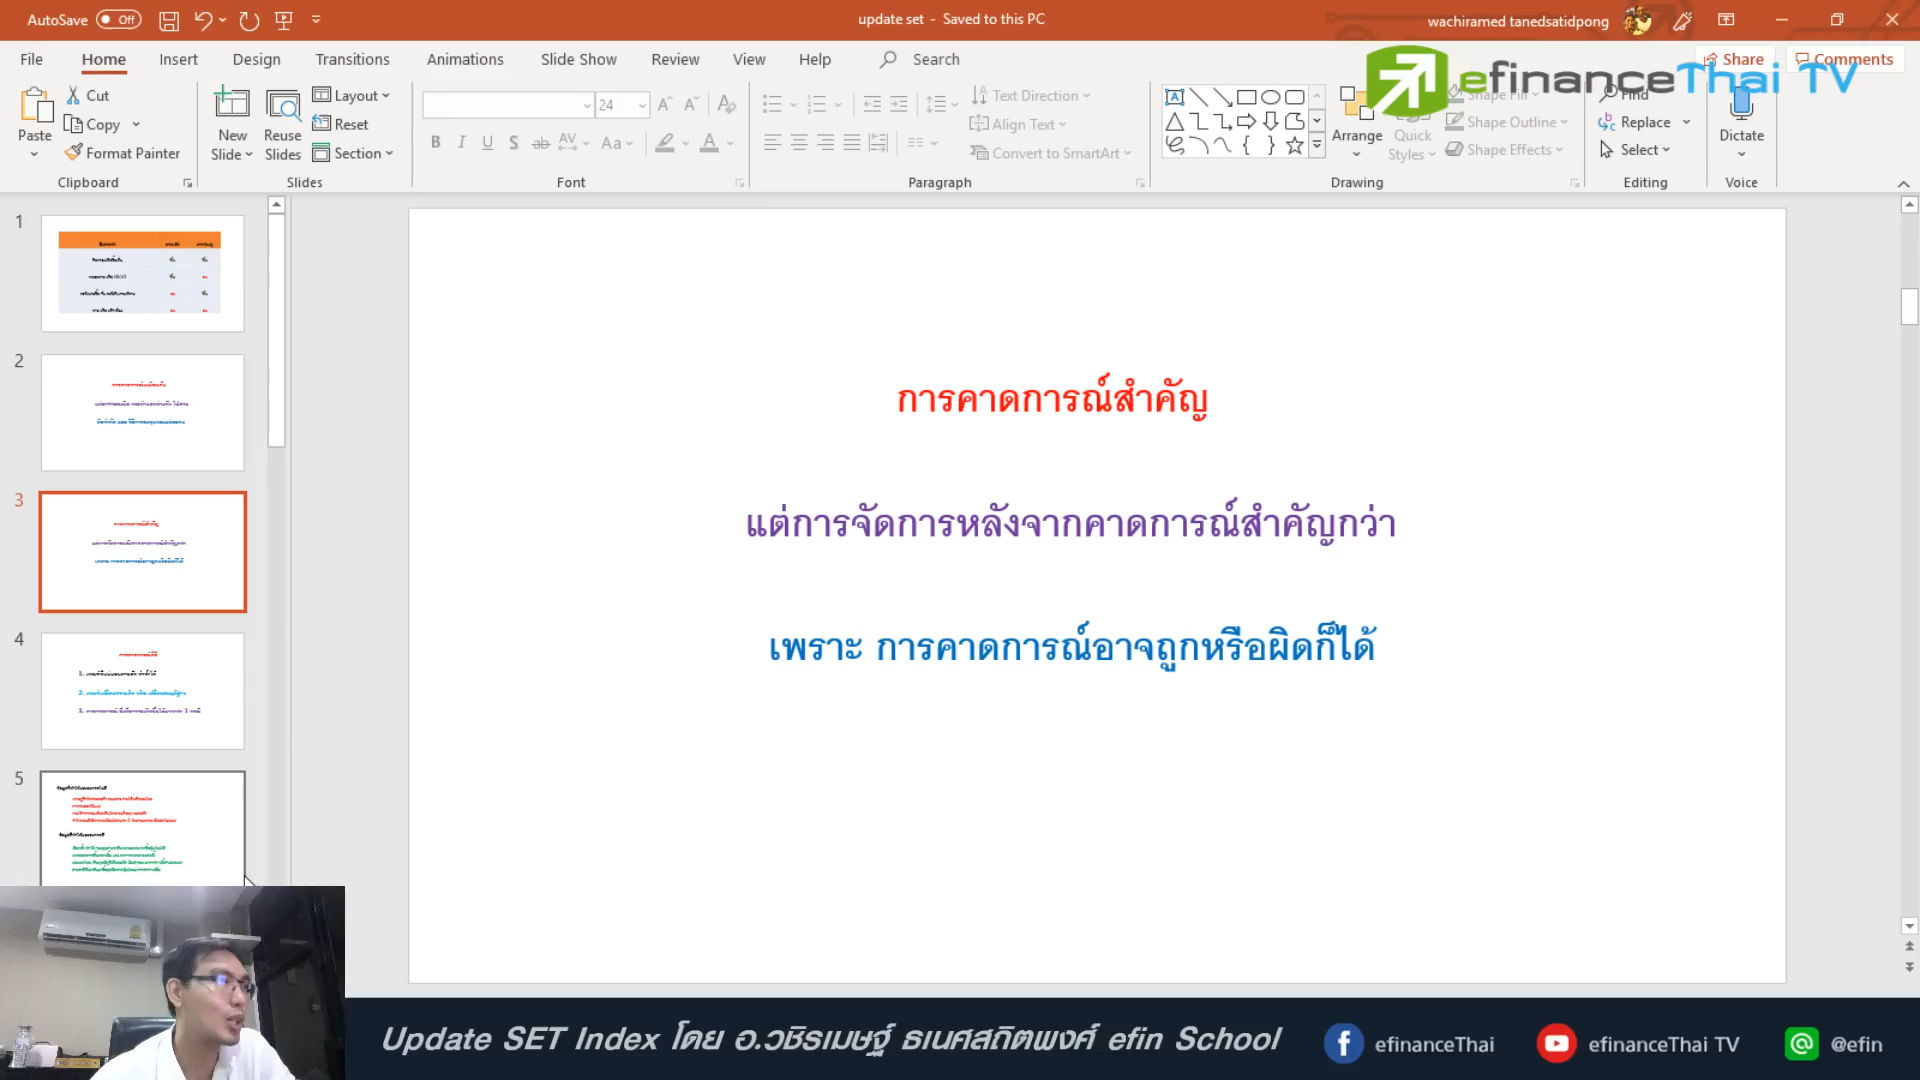 AutoSave Off
update set - Saved to this PC
wachiramed tanedsatidpong
File Home Insert Design Transitions Animations Slide Show Review View Help Search
Share Comments
efinanceThai TV
Paste
Cut
Copy
Format Painter
Clipboard
New Slide
Reuse Slides
Layout
Reset
Section
Slides
24
Font
Text Direction
Align Text
Convert to SmartArt
Paragraph
Arrange
Quick Styles
Shape Fill
Shape Outline
Shape Effects
Drawing
Find
Replace
Select
Editing
Dictate
Voice
1
2
3
4
5
การคาดการณ์สำคัญ
แต่การจัดการหลังจากคาดการณ์สำคัญกว่า
เพราะ การคาดการณ์อาจถูกหรือผิดก็ได้
Update SET Index โดย อ.วชิรเมษฐ์ ธเนศสถิตพงศ์ efin School
efinanceThai
efinanceThai TV
@efin